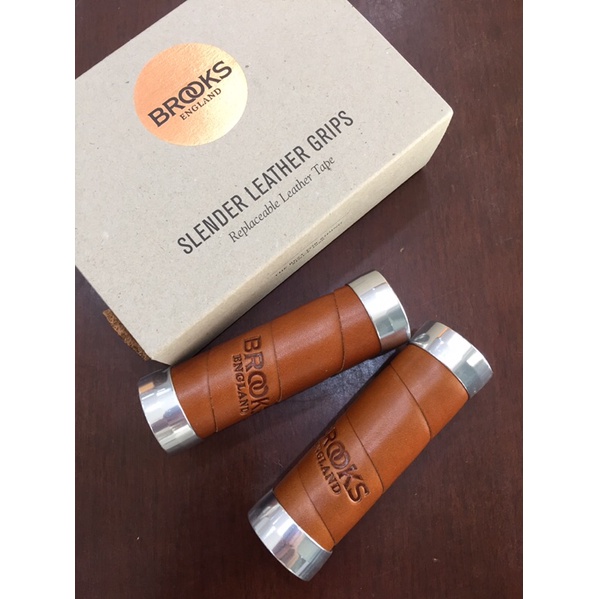 BROOKS
ENGLAND
SLENDER LEATHER GRIPS
Replaceable Leather Tape
BROOKS
ENGLAND
BROOKS
ENGLAND